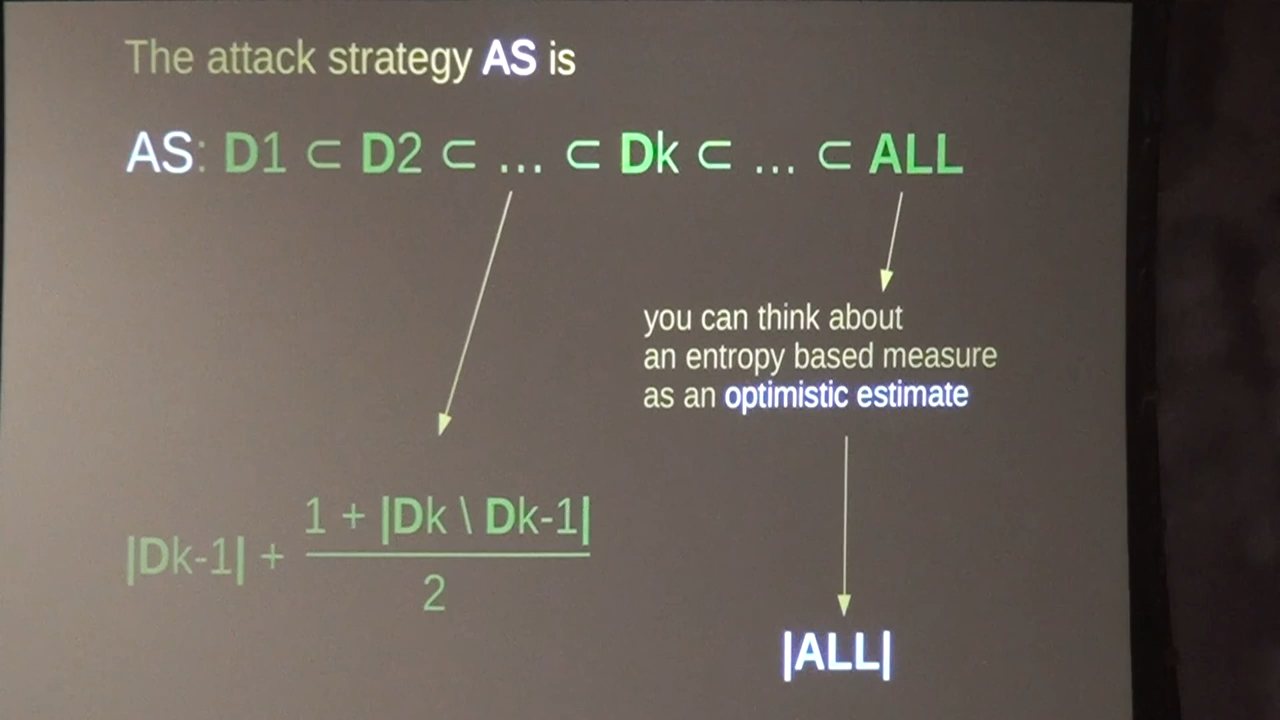 The attack strategy AS is
AS: D1 ⊂ D2 ⊂ ... ⊂ Dk ⊂ ... ⊂ ALL
you can think about
an entropy based measure
as an optimistic estimate
1 + |Dk \ Dk-1|
|Dk-1| +
2
|ALL|